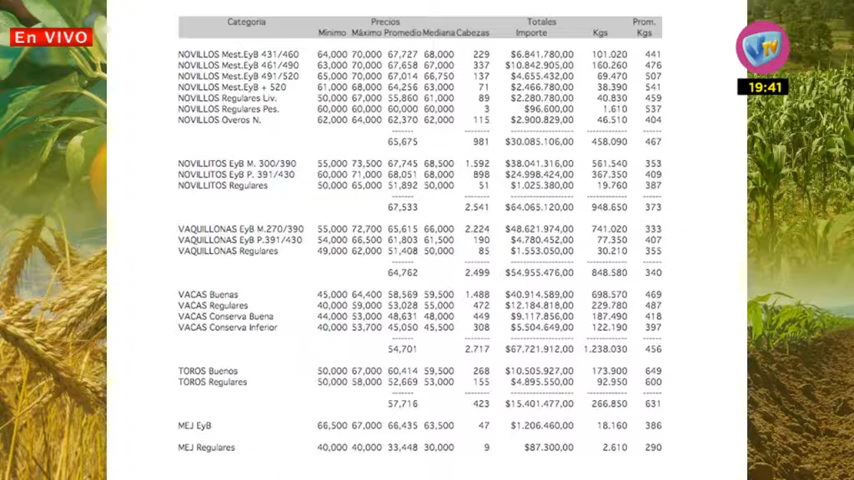 En VIVO
VTV
19:41
Categoria Precios Totales Prom.
Mínimo Máximo Promedio Mediana Cabezas Importe Kgs Kgs
NOVILLOS Mest.EyB 431/460 64,000 70,000 67,727 68,000 229 $6.841.780,00 101.020 441
NOVILLOS Mest.EyB 461/490 63,000 70,000 67,658 67,000 337 $10.842.905,00 160.260 476
NOVILLOS Mest.EyB 491/520 65,000 70,000 67,014 66,750 137 $4.655.432,00 69.470 507
NOVILLOS Mest.EyB + 520 61,000 68,000 64,256 63,000 71 $2.466.780,00 38.390 541
NOVILLOS Regulares Liv. 50,000 67,000 55,860 61,000 89 $2.280.780,00 40.830 459
NOVILLOS Regulares Pes. 60,000 60,000 60,000 60,000 3 $96.600,00 1.610 537
NOVILLOS Overos N. 62,000 64,000 62,370 62,000 115 $2.900.829,00 46.510 404
65,675 981 $30.085.106,00 458.090 467
NOVILLITOS EyB M. 300/390 55,000 73,500 67,745 68,500 1.592 $38.041.316,00 561.540 353
NOVILLITOS EyB P. 391/430 60,000 71,000 68,051 68,000 898 $24.998.424,00 367.350 409
NOVILLITOS Regulares 50,000 65,000 51,892 50,000 51 $1.025.380,00 19.760 387
67,533 2.541 $64.065.120,00 948.650 373
VAQUILLONAS EyB M.270/390 55,000 72,700 65,615 66,000 2.224 $48.621.974,00 741.020 333
VAQUILLONAS EyB P.391/430 54,000 66,500 61,803 61,500 190 $4.780.452,00 77.350 407
VAQUILLONAS Regulares 49,000 62,000 51,408 50,000 85 $1.553.050,00 30.210 355
64,762 2.499 $54.955.476,00 848.580 340
VACAS Buenas 45,000 64,400 58,569 59,500 1.488 $40.914.589,00 698.570 469
VACAS Regulares 40,000 59,000 53,028 55,000 472 $12.184.818,00 229.780 487
VACAS Conserva Buena 44,000 53,000 48,631 48,000 449 $9.117.856,00 187.490 418
VACAS Conserva Inferior 40,000 53,700 45,050 45,500 308 $5.504.649,00 122.190 397
54,701 2.717 $67.721.912,00 1.238.030 456
TOROS Buenos 50,000 67,000 60,414 59,500 268 $10.505.927,00 173.900 649
TOROS Regulares 50,000 58,000 52,669 53,000 155 $4.895.550,00 92.950 600
57,716 423 $15.401.477,00 266.850 631
MEJ EyB 66,500 67,000 66,435 63,500 47 $1.206.460,00 18.160 386
MEJ Regulares 40,000 40,000 33,448 30,000 9 $87.300,00 2.610 290